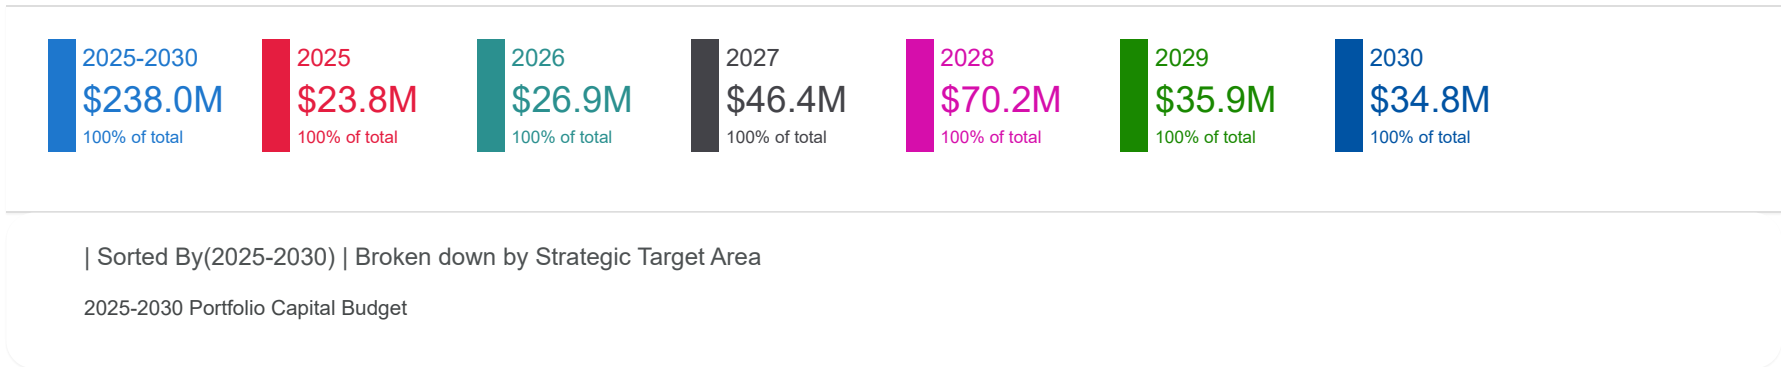 2025-2030
$238.0M
100% of total
2025
$23.8M
100% of total
2026
$26.9M
100% of total
2027
$46.4M
100% of total
2028
$70.2M
100% of total
2029
$35.9M
100% of total
2030
$34.8M
100% of total
| Sorted By(2025-2030) | Broken down by Strategic Target Area
2025-2030 Portfolio Capital Budget